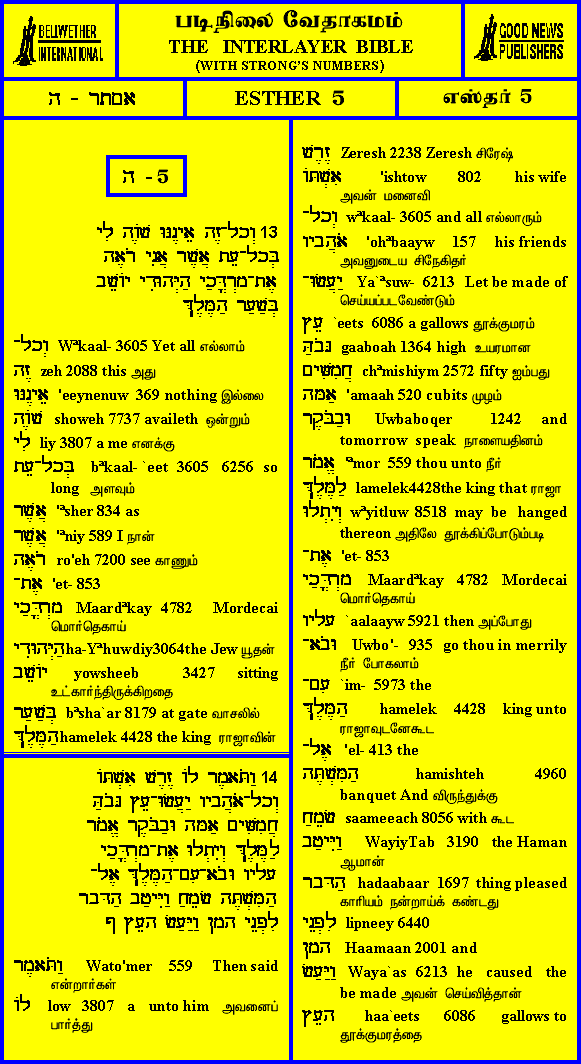 BELLWETHER
INTERNATIONAL
படிநிலை வேதாகமம்
THE INTERLAYER BIBLE
(WITH STRONG'S NUMBERS)
GOOD NEWS
PUBLISHERS
אסתר - ה
ESTHER 5
எஸ்தர் 5
ה - 5
13 וְכָל־זֶה אֵינֶנּוּ שֹׁוֶה לִי
בְּכָל־עֵת אֲשֶׁר אֲנִי רֹאֶה
אֶת־מָרְדֳּכַי הַיְּהוּדִי יוֹשֵׁב
בְּשַׁעַר הַמֶּלֶךְ
וְכָל־ Wªkaal- 3605 Yet all எல்லாம்
זֶה zeh 2088 this அது
אֵינֶנּוּ 'eeynenuw 369 nothing இல்லை
שֹׁוֶה showeh 7737 availeth ஒன்றும்
לִי liy 3807 a me எனக்கு
בְּכָל־עֵת bªkaal- `eet 3605 6256 so
long அளவும்
אֲשֶׁר 'ªsher 834 as
אֲשֶׁר 'ªniy 589 I நான்
רֹאֶה ro'eh 7200 see காணும்
אֶת־ 'et- 853
מָרְדֳּכַי Maardªkay 4782 Mordecai
மொர்தெகாய்
הַיְּהוּדִי ha-Yªhuwdiy3064the Jew யூதன்
יוֹשֵׁב yowsheeb 3427 sitting
உட்கார்ந்திருக்கிறதை
בְּשַׁעַר bªsha`ar 8179 at gate வாசலில்
הַמֶּלֶךְ hamelek 4428 the king ராஜாவின்
14 וַתֹּאמֶר לוֹ זֶרֶשׁ אִשְׁתּוֹ
וְכָל־אֹהֲבָיו יַעֲשׂוּ־עֵץ גָּבֹהַּ
חֲמִשִּׁים אַמָּה וּבַבֹּקֶר אֱמֹר
לַמֶּלֶךְ וְיִתְלוּ אֶת־מָרְדֳּכַי
עָלָיו וּבֹא־עִם־הַמֶּלֶךְ אֶל־
הַמִּשְׁתֶּה שָׂמֵחַ וַיִּיטַב הַדָּבָר
לִפְנֵי הָמָן וַיַּעַשׂ הָעֵץ ף
וַתֹּאמֶר Wato'mer 559 Then said
என்றார்கள்
לוֹ low 3807 a unto him அவனைப்
பார்த்து
זֶרֶשׁ Zeresh 2238 Zeresh சிரேஷ்
אִשְׁתּוֹ 'ishtow 802 his wife
அவன் மனைவி
וְכָל־ wªkaal- 3605 and all எல்லாரும்
אֹהֲבָיו 'ohªbaayw 157 his friends
அவனுடைய சிநேகிதர்
יַעֲשׂוּ־ Ya`ªsuw- 6213 Let be made of
செய்யப்படவேண்டும்
עֵץ `eets 6086 a gallows தூக்குமரம்
גָּבֹהַּ gaaboah 1364 high உயரமான
חֲמִשִּׁים chªmishiym 2572 fifty ஐம்பது
אַמָּה 'amaah 520 cubits முழம்
וּבַבֹּקֶר Uwbaboqer 1242 and
tomorrow speak நாளையதினம்
אֱמֹר 'ªmor 559 thou unto நீர்
לַמֶּלֶךְ lamelek4428the king that ராஜா
וְיִתְלוּ wªyitluw 8518 may be hanged
thereon அதிலே தூக்கிப்போடும்படி
אֶת־ 'et- 853
מָרְדֳּכַי Maardªkay 4782 Mordecai
மொர்தெகாய்
עָלָיו `aalaayw 5921 then அப்போது
וּבֹא־ Uwbo'- 935 go thou in merrily
நீர் போகலாம்
עִם־ `im- 5973 the
הַמֶּלֶךְ hamelek 4428 king unto
ராஜாவுடனேகூட
אֶל־ 'el- 413 the
הַמִּשְׁתֶּה hamishteh 4960
banquet And விருந்துக்கு
שָׂמֵחַ saameeach 8056 with கூட
וַיִּיטַב WayiyTab 3190 the Haman
ஆமான்
הַדָּבָר hadaabaar 1697 thing pleased
காரியம் நன்றாய்க் கண்டது
לִפְנֵי lipneey 6440
הָמָן Haamaan 2001 and
וַיַּעַשׂ Waya`as 6213 he caused the
be made அவன் செய்வித்தான்
הָעֵץ haa`eets 6086 gallows to
தூக்குமரத்தை